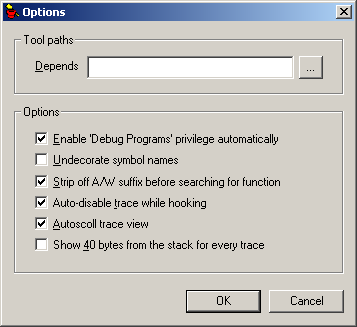 Options
Tool paths
Depends
...
Options
Enable 'Debug Programs' privilege automatically
Undecorate symbol names
Strip off A/W suffix before searching for function
Auto-disable trace while hooking
Autoscoll trace view
Show 40 bytes from the stack for every trace
OK Cancel